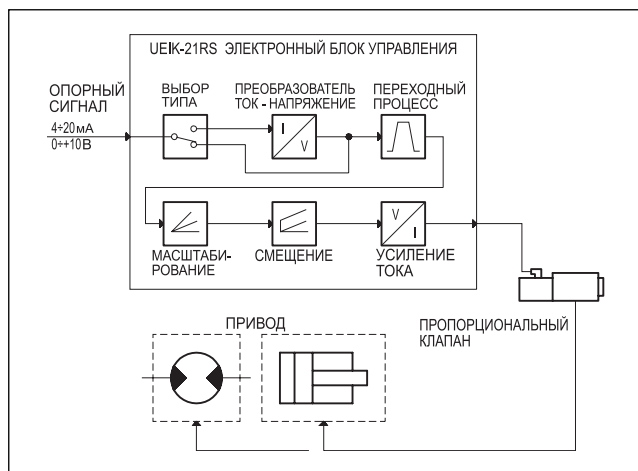 UEIK-21RS ЭЛЕКТРОННЫЙ БЛОК УПРАВЛЕНИЯ
ОПОРНЫЙ
СИГНАЛ
4÷20мА
0÷+10В
ВЫБОР
ТИПА
ПРЕОБРАЗОВАТЕЛЬ
ТОК - НАПРЯЖЕНИЕ
I
V
ПЕРЕХОДНЫЙ
ПРОЦЕСС
МАСШТАБИ-
РОВАНИЕ
СМЕЩЕНИЕ
V
I
УСИЛЕНИЕ
ТОКА
ПРОПОРЦИОНАЛЬНЫЙ
КЛАПАН
ПРИВОД